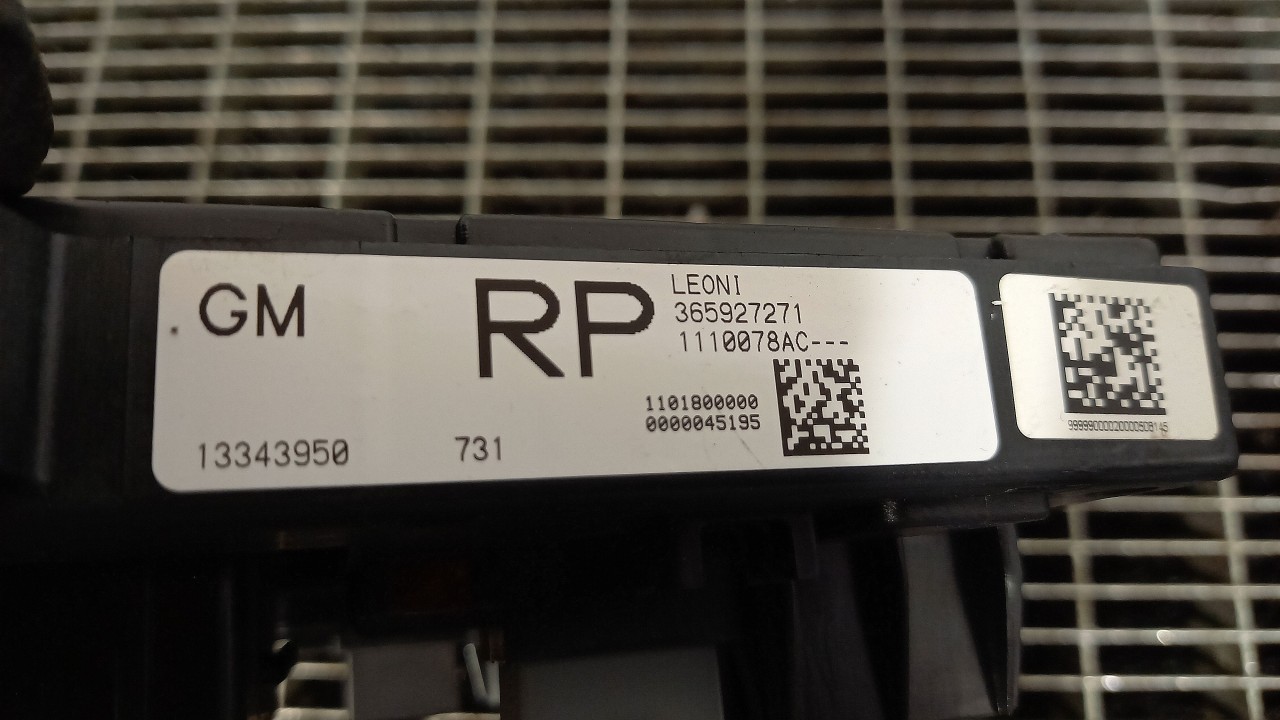 GM
RP
LEONI
365927271
1110078AC---
1101800000
0000045195
13343950
731